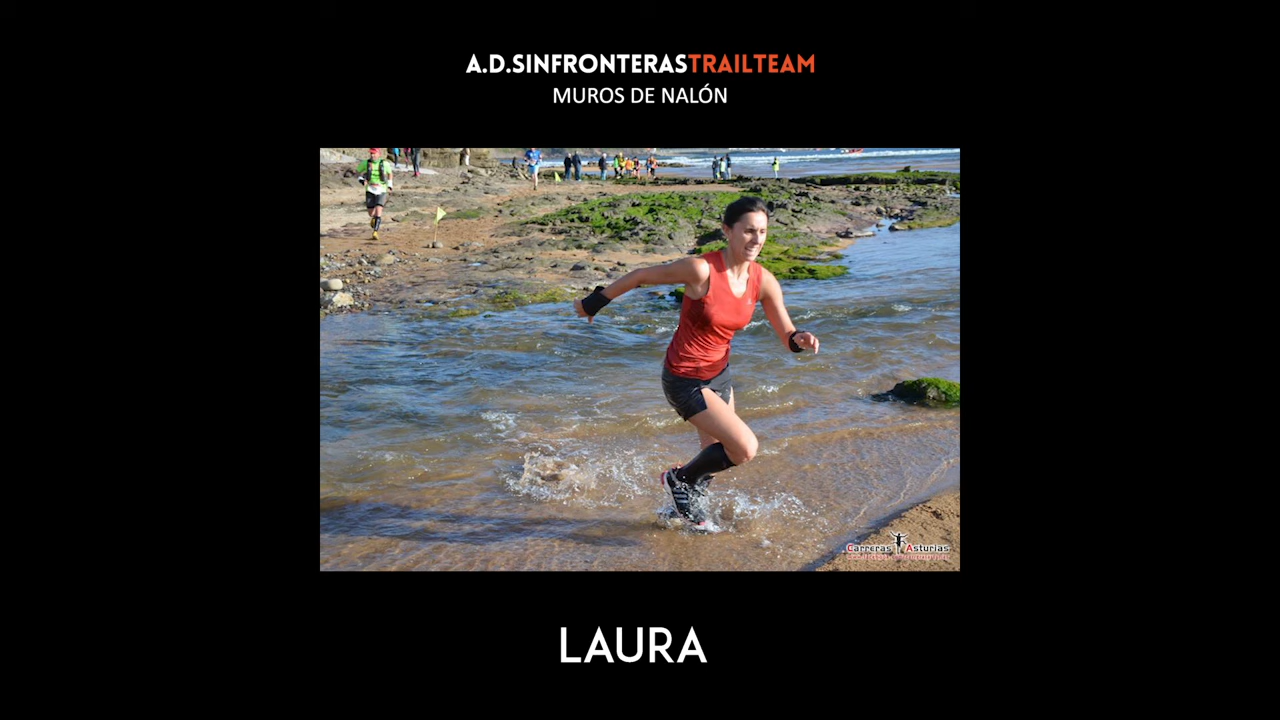 A.D.SINFRONTERASTRAILTEAM
MUROS DE NALÓN
Carreras Asturias
LAURA